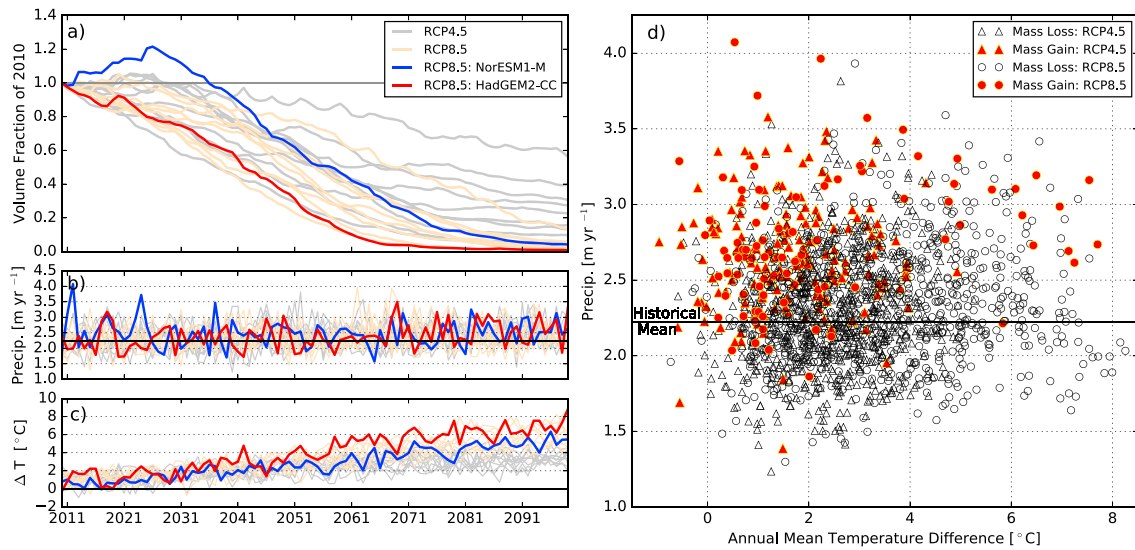 a)
RCP4.5
RCP8.5
RCP8.5: NorESM1-M
RCP8.5: HadGEM2-CC
Volume Fraction of 2010
1.4
1.2
1.0
0.8
0.6
0.4
0.2
0.0
b)
Precip. [m yr⁻¹]
4.5
4.0
3.5
3.0
2.5
2.0
1.5
1.0
c)
Δ T [°C]
10
8
6
4
2
0
−2
2011 2021 2031 2041 2051 2061 2071 2081 2091
d)
Mass Loss: RCP4.5
Mass Gain: RCP4.5
Mass Loss: RCP8.5
Mass Gain: RCP8.5
Precip. [m yr⁻¹]
4.0
3.5
3.0
2.5
2.0
1.5
1.0
Historical
Mean
0 2 4 6 8
Annual Mean Temperature Difference [°C]